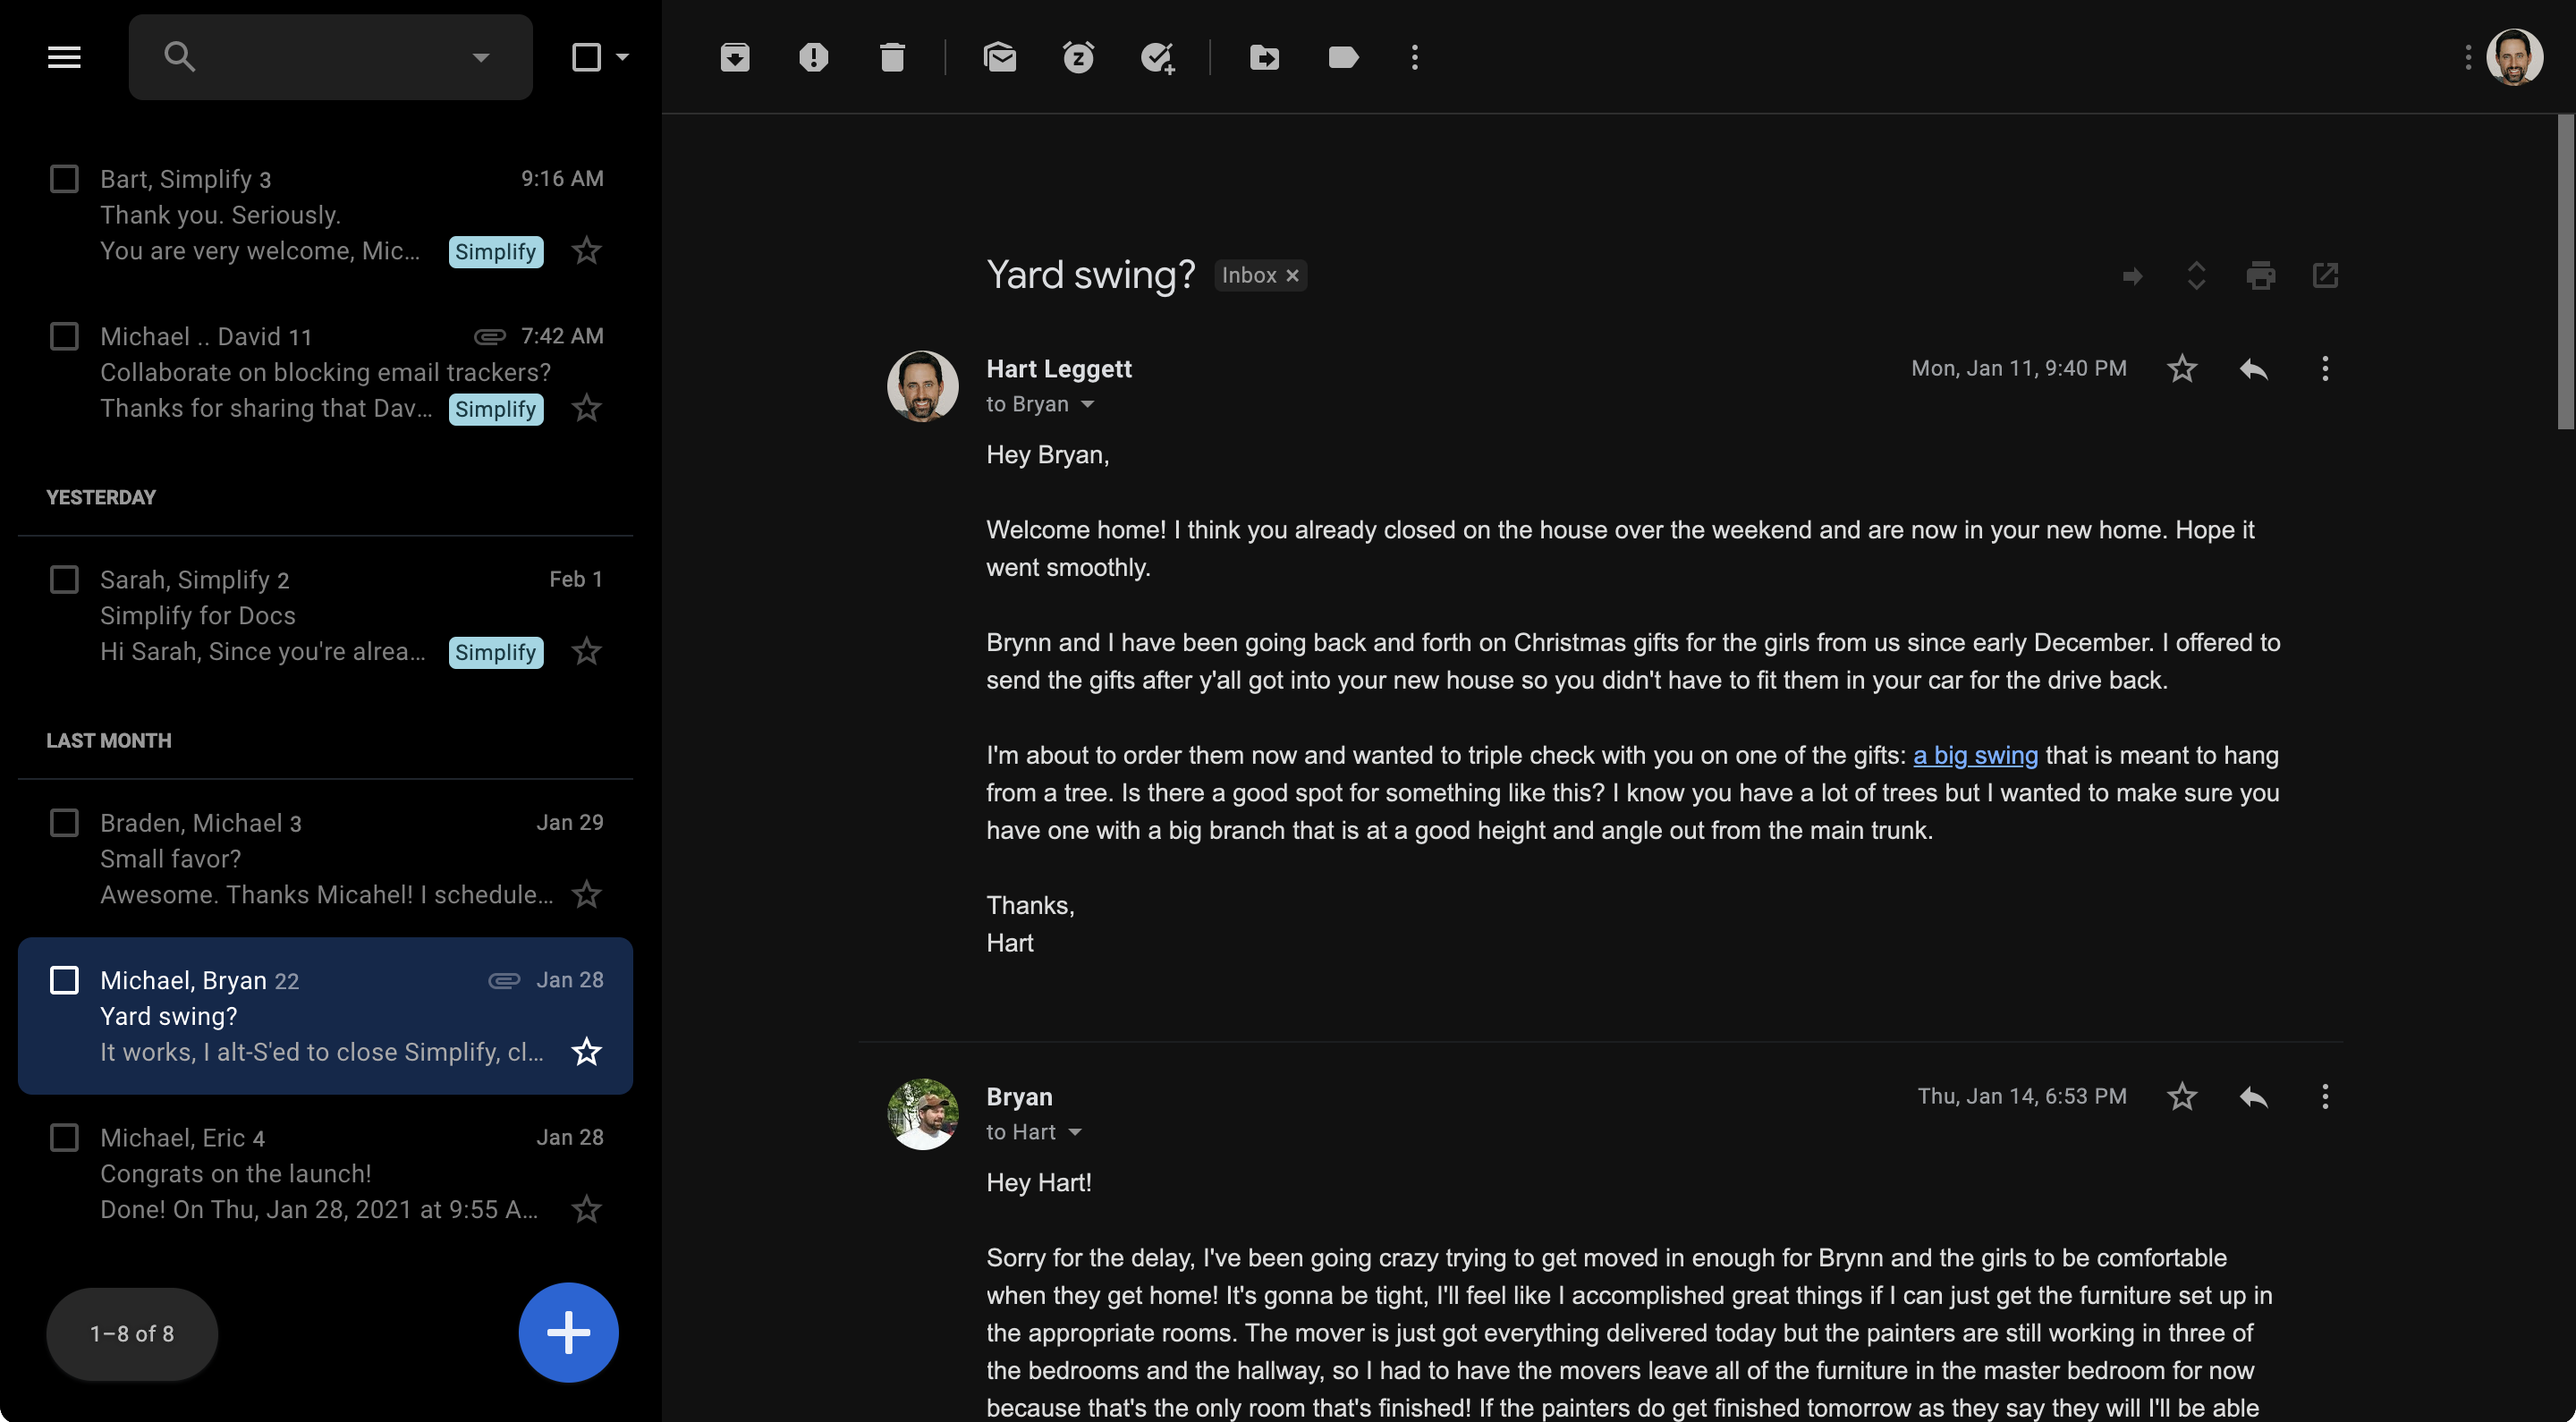 Bart, Simplify 3
9:16 AM
Thank you. Seriously.
You are very welcome, Mic...
Simplify
Michael .. David 11
7:42 AM
Collaborate on blocking email trackers?
Thanks for sharing that Dav...
Simplify
YESTERDAY
Sarah, Simplify 2
Feb 1
Simplify for Docs
Hi Sarah, Since you're alrea...
Simplify
LAST MONTH
Braden, Michael 3
Jan 29
Small favor?
Awesome. Thanks Micahel! I schedule...
Michael, Bryan 22
Jan 28
Yard swing?
It works, I alt-S'ed to close Simplify, cl...
Michael, Eric 4
Jan 28
Congrats on the launch!
Done! On Thu, Jan 28, 2021 at 9:55 A...
1–8 of 8
Yard swing?
Inbox ×
Hart Leggett
Mon, Jan 11, 9:40 PM
to Bryan
Hey Bryan,
Welcome home! I think you already closed on the house over the weekend and are now in your new home. Hope it
went smoothly.
Brynn and I have been going back and forth on Christmas gifts for the girls from us since early December. I offered to
send the gifts after y'all got into your new house so you didn't have to fit them in your car for the drive back.
I'm about to order them now and wanted to triple check with you on one of the gifts: a big swing that is meant to hang
from a tree. Is there a good spot for something like this? I know you have a lot of trees but I wanted to make sure you
have one with a big branch that is at a good height and angle out from the main trunk.
Thanks,
Hart
Bryan
Thu, Jan 14, 6:53 PM
to Hart
Hey Hart!
Sorry for the delay, I've been going crazy trying to get moved in enough for Brynn and the girls to be comfortable
when they get home! It's gonna be tight, I'll feel like I accomplished great things if I can just get the furniture set up in
the appropriate rooms. The mover is just got everything delivered today but the painters are still working in three of
the bedrooms and the hallway, so I had to have the movers leave all of the furniture in the master bedroom for now
because that's the only room that's finished! If the painters do get finished tomorrow as they say they will I'll be able